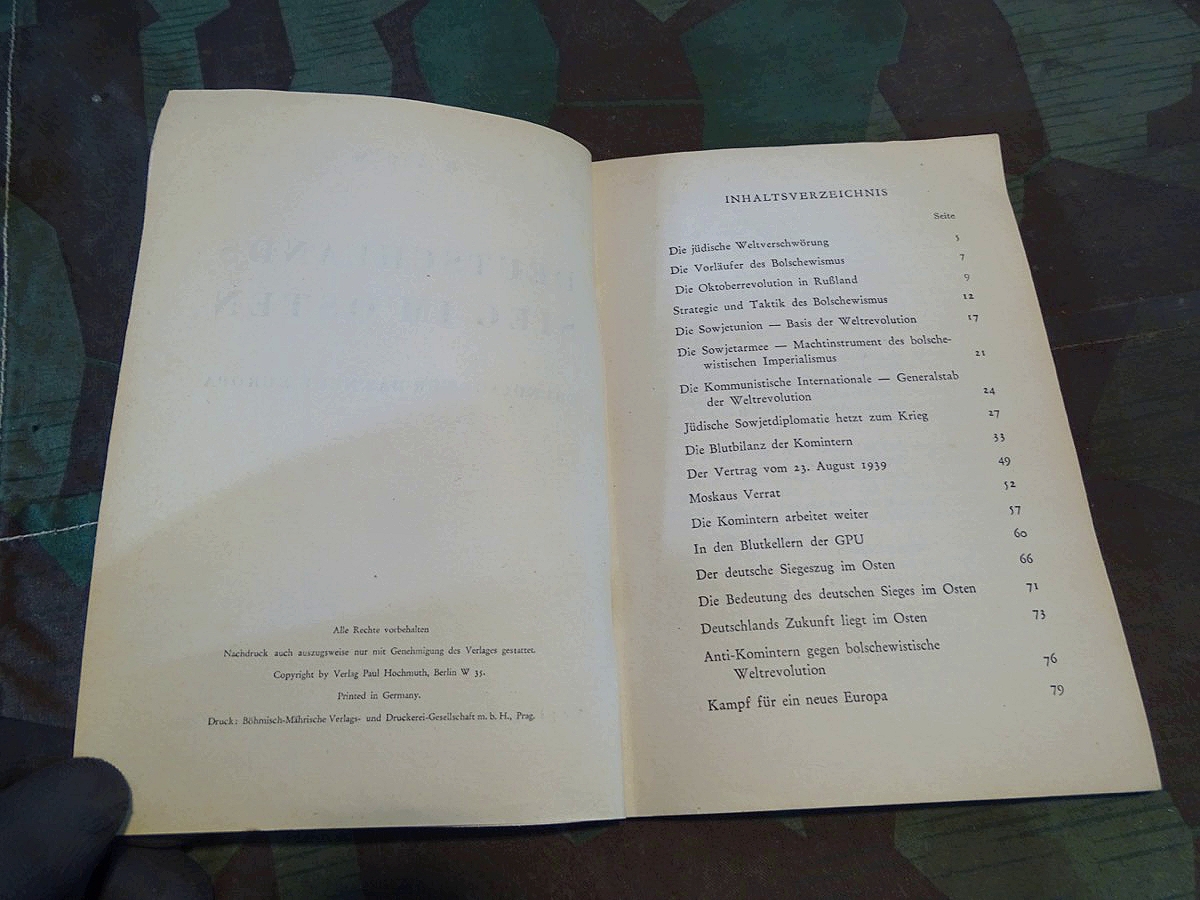 Alle Rechte vorbehalten
Nachdruck auch auszugsweise nur mit Genehmigung des Verlages gestattet.
Copyright by Verlag Paul Hochmuth, Berlin W 35.
Printed in Germany.
Druck: Böhmisch-Mährische Verlags- und Druckerei-Gesellschaft m. b. H., Prag.
INHALTSVERZEICHNIS
Seite
Die jüdische Weltverschwörung 5
Die Vorläufer des Bolschewismus 7
Die Oktoberrevolution in Rußland 9
Strategie und Taktik des Bolschewismus 12
Die Sowjetunion — Basis der Weltrevolution 17
Die Sowjetarmee — Machtinstrument des bolsche-
wistischen Imperialismus 21
Die Kommunistische Internationale — Generalstab
der Weltrevolution 24
Jüdische Sowjetdiplomatie hetzt zum Krieg 27
Die Blutbilanz der Komintern 33
Der Vertrag vom 23. August 1939 49
Moskaus Verrat 52
Die Komintern arbeitet weiter 57
In den Blutkellern der GPU 60
Der deutsche Siegeszug im Osten 66
Die Bedeutung des deutschen Sieges im Osten 71
Deutschlands Zukunft liegt im Osten 73
Anti-Komintern gegen bolschewistische
Weltrevolution 76
Kampf für ein neues Europa 79